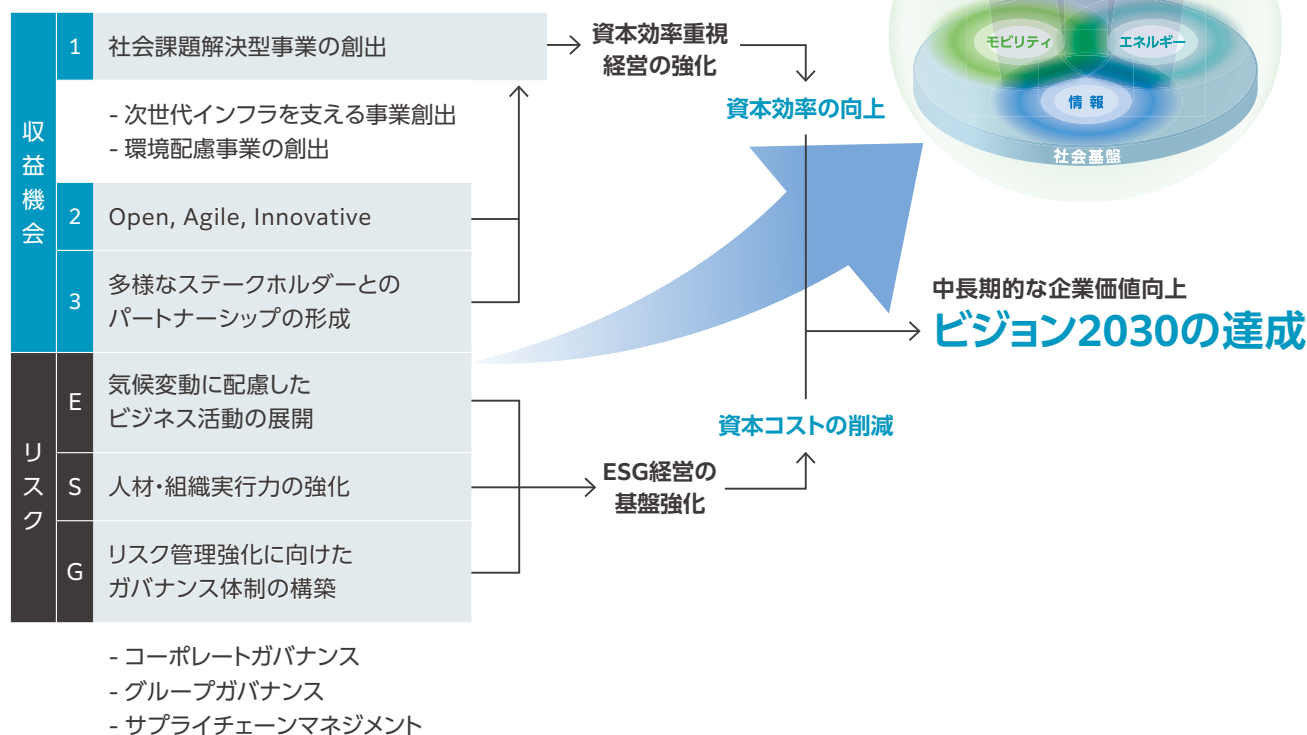 収益機会
1
社会課題解決型事業の創出
- 次世代インフラを支える事業創出
- 環境配慮事業の創出
2
Open, Agile, Innovative
3
多様なステークホルダーとの
パートナーシップの形成
リスク
E
気候変動に配慮した
ビジネス活動の展開
S
人材・組織実行力の強化
G
リスク管理強化に向けた
ガバナンス体制の構築
- コーポレートガバナンス
- グループガバナンス
- サプライチェーンマネジメント
資本効率重視
経営の強化
資本効率の向上
ESG経営の
基盤強化
資本コストの削減
モビリティ
エネルギー
情報
社会基盤
中長期的な企業価値向上
ビジョン2030の達成